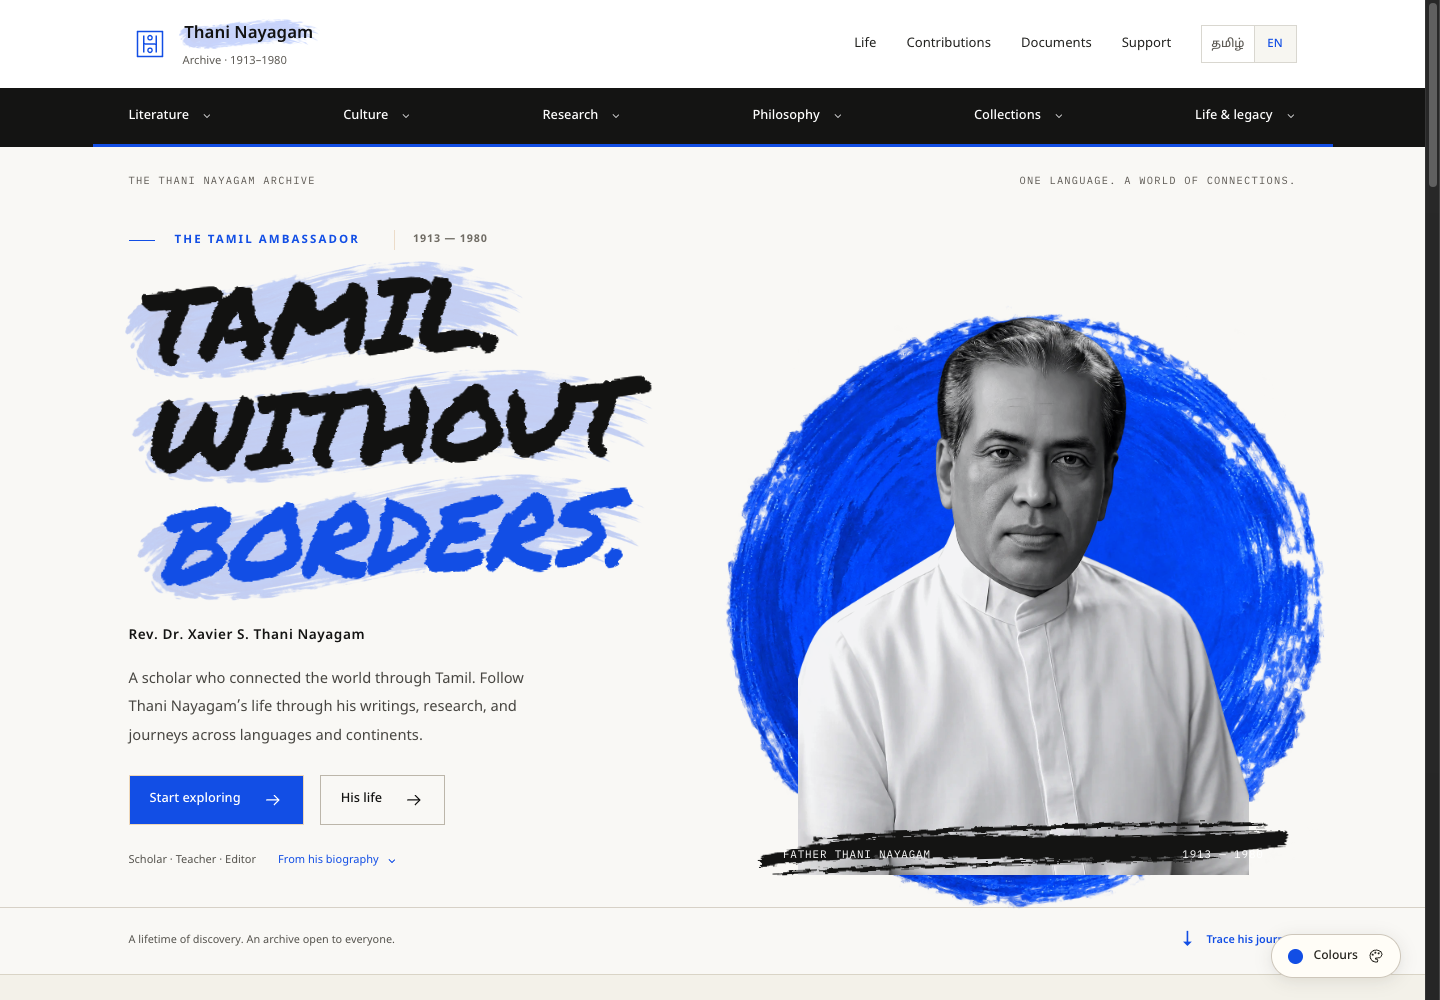 Thani Nayagam
Archive · 1913–1980
Life
Contributions
Documents
Support
தமிழ்
EN
Literature
Culture
Research
Philosophy
Collections
Life & legacy
THE THANI NAYAGAM ARCHIVE
ONE LANGUAGE. A WORLD OF CONNECTIONS.
THE TAMIL AMBASSADOR
1913 — 1980
TAMIL.
WITHOUT
BORDERS.
Rev. Dr. Xavier S. Thani Nayagam
A scholar who connected the world through Tamil. Follow
Thani Nayagam’s life through his writings, research, and
journeys across languages and continents.
Start exploring
His life
Scholar · Teacher · Editor
From his biography
FATHER THANI NAYAGAM
1913 —
A lifetime of discovery. An archive open to everyone.
Trace his
Colours